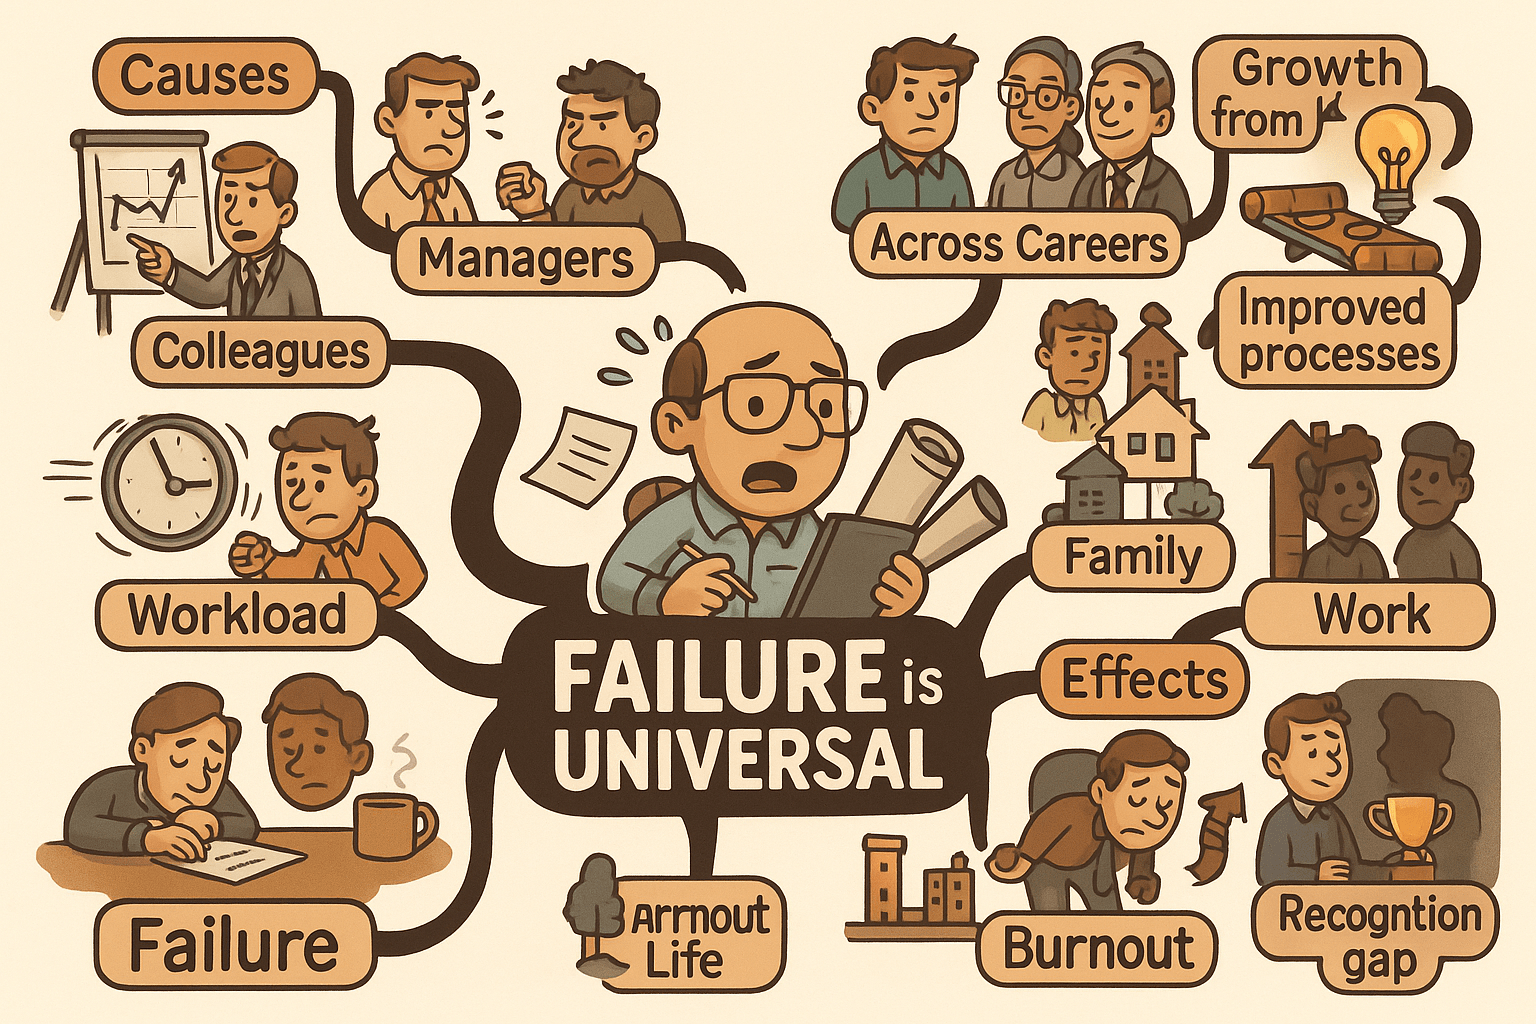 Causes
Managers
Colleagues
Workload
Failure
Across Careers
Growth
from
Improved
processes
Family
Work
Effects
FAILURE is
UNIVERSAL
Arrnout
Life
Burnout
Recogntion
gap